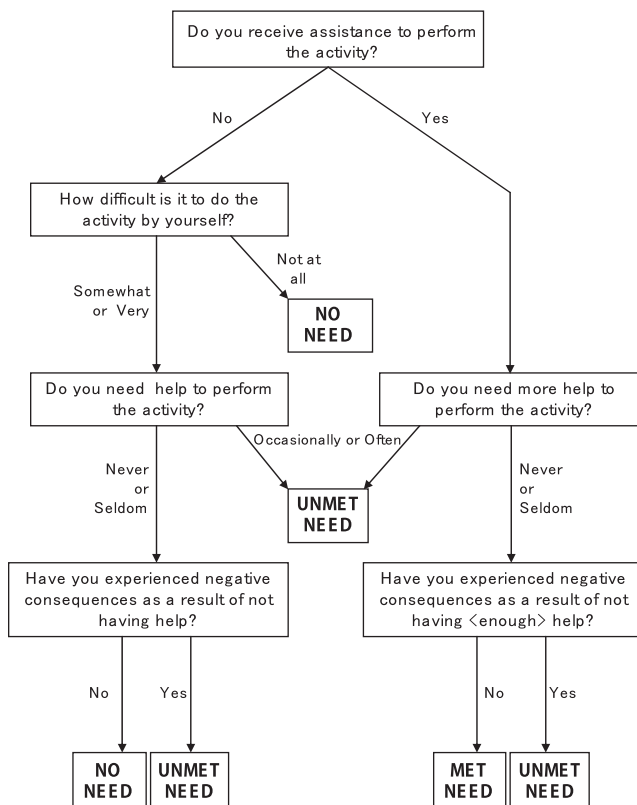 Do you receive assistance to perform
the activity?
No
Yes
How difficult is it to do the
activity by yourself?
Not at
all
Somewhat
or Very
NO
NEED
Do you need help to perform
the activity?
Do you need more help to
perform the activity?
Occasionally or Often
Never
or
Seldom
UNMET
NEED
Never
or
Seldom
Have you experienced negative
consequences as a result of not
having help?
Have you experienced negative
consequences as a result of not
having <enough> help?
No
Yes
No
Yes
NO
NEED
UNMET
NEED
MET
NEED
UNMET
NEED